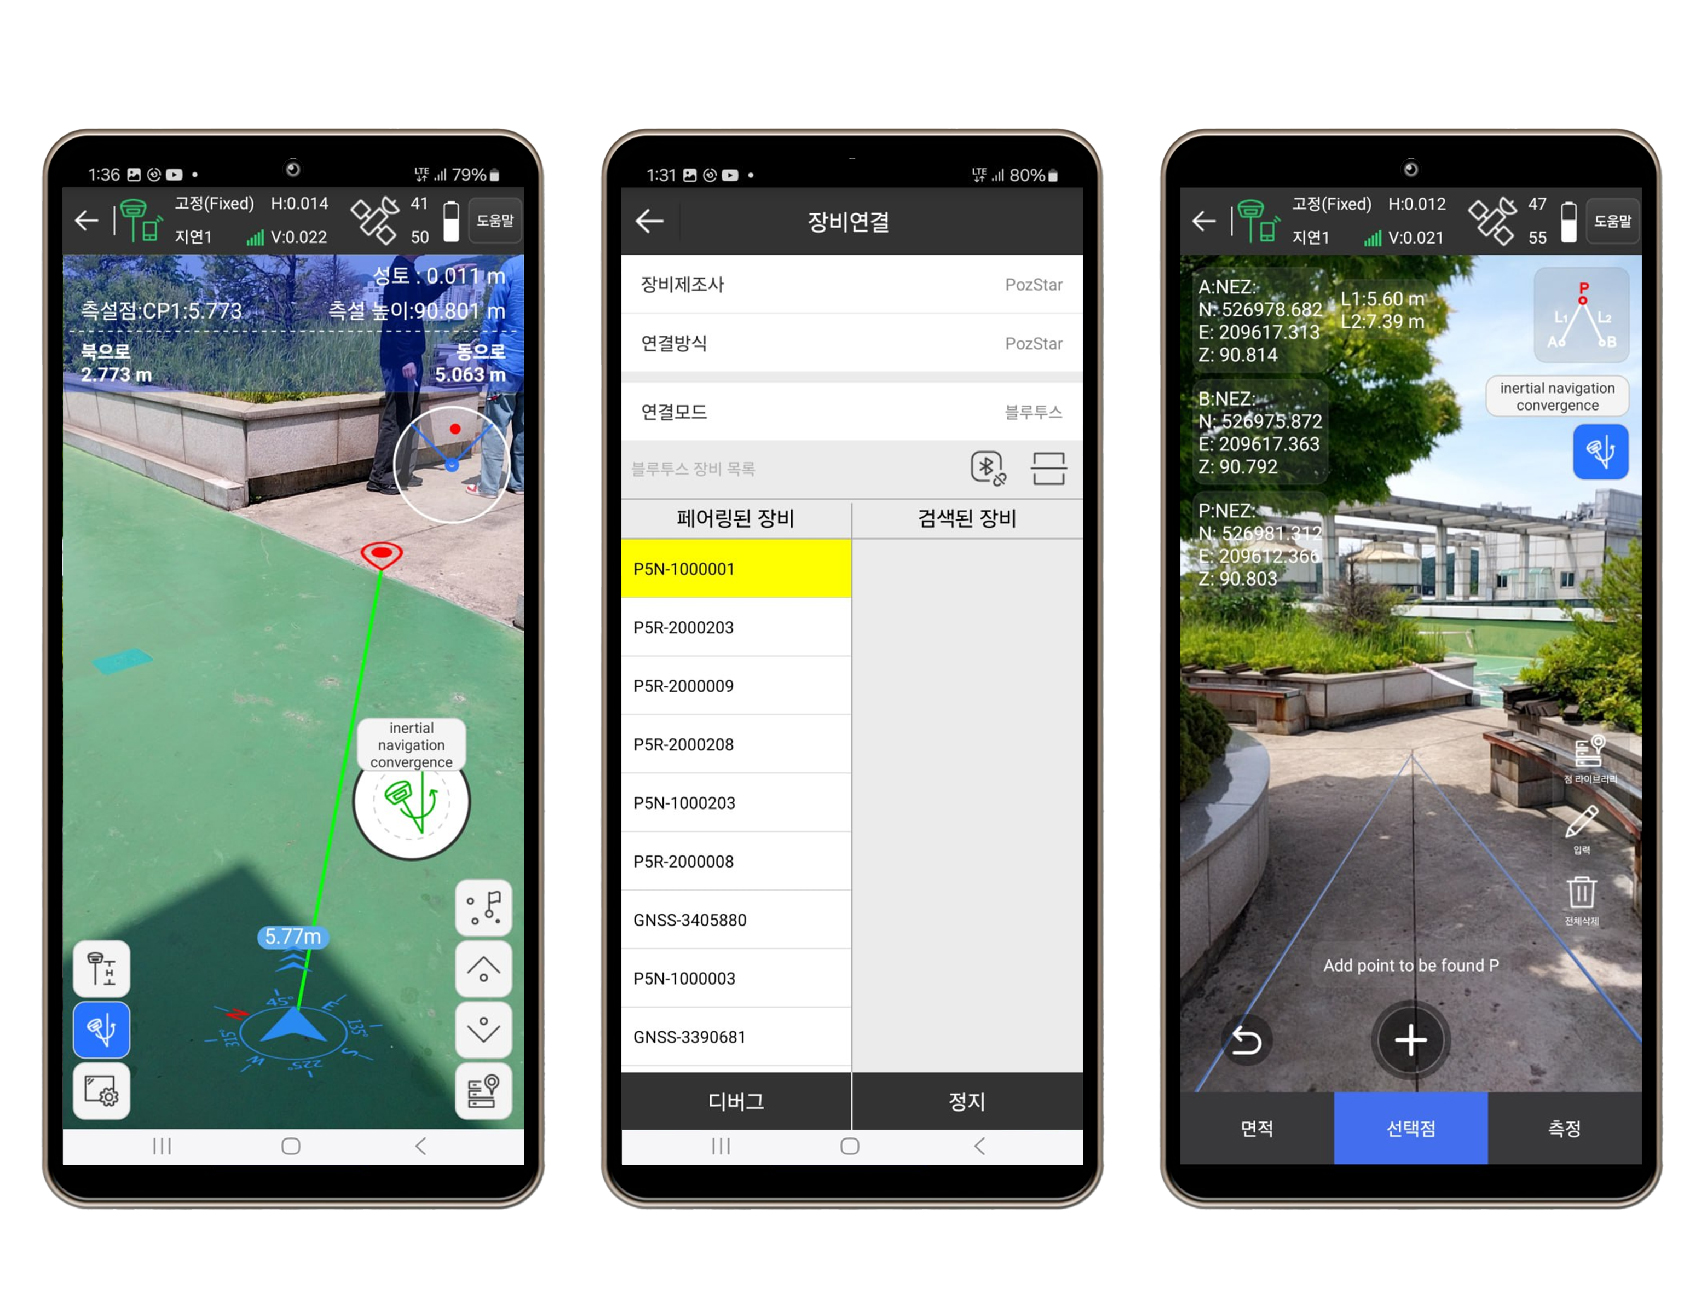 1:36
LTE
79%
고정(Fixed) H:0.014
41
지연1
V:0.022
50
도움말
성토 : 0.011 m
측설점:CP1:5.773
측설 높이:90.801 m
북으로
동으로
2.773 m
5.063 m
inertial
navigation
convergence
5.77m
N
45°
E
135°
S
225°
W
315
1:31
LTE
80%
장비연결
장비제조사
PozStar
연결방식
PozStar
연결모드
블루투스
블루투스 장비 목록
페어링된 장비
검색된 장비
P5N-1000001
P5R-2000203
P5R-2000009
P5R-2000208
P5N-1000203
P5R-2000008
GNSS-3405880
P5N-1000003
GNSS-3390681
디버그
정지
고정(Fixed) H:0.012
47
지연1
V:0.021
55
도움말
A:NEZ:
N: 526978.682
E: 209617.313
Z: 90.814
L1:5.60 m
L2:7.39 m
P
L1 L2
A B
inertial navigation
convergence
B:NEZ:
N: 526975.872
E: 209617.363
Z: 90.792
P:NEZ:
N: 526981.312
E: 209612.366
Z: 90.803
점 라이브러리
입력
전체삭제
Add point to be found P
면적
선택점
측정